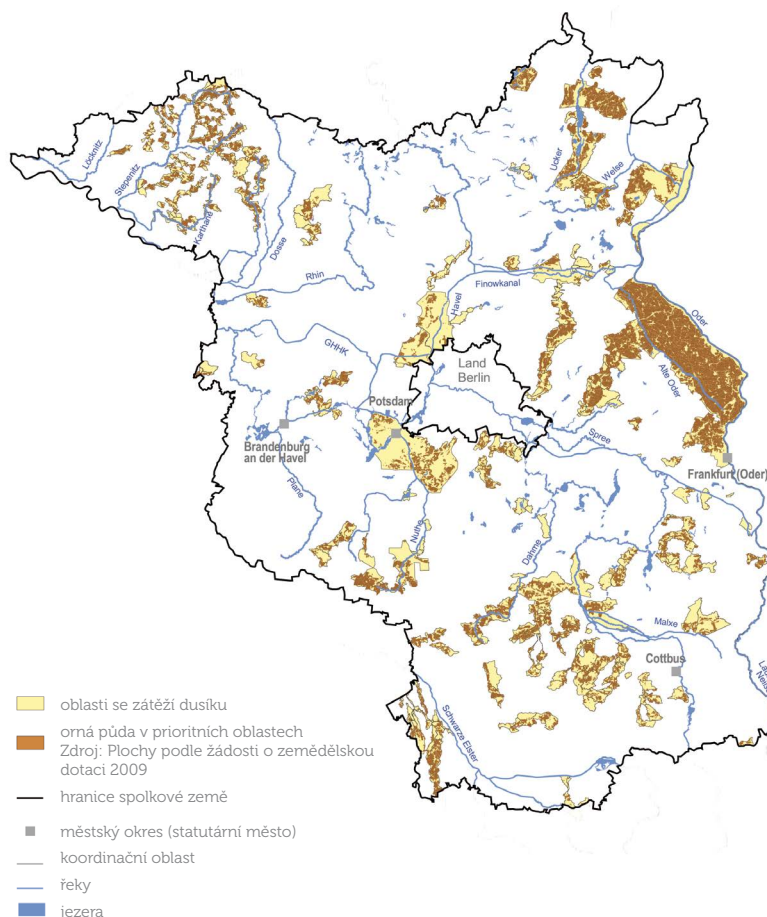 Löcknitz
Stepenitz
Karthane
Dosse
Rhin
Ucker
Welse
Havel
Finowkanal
Oder
Alte Oder
GHHK
Land
Berlin
Potsdam
Brandenburg
an der Havel
Plane
Nuthe
Spree
Frankfurt (Oder)
Dahme
Malxe
Cottbus
Schwarze Elster
oblasti se zátěží dusíku
orná půda v prioritních oblastech
Zdroj: Plochy podle žádosti o zemědělskou
dotaci 2009
hranice spolkové země
městský okres (statutární město)
koordinační oblast
řeky
jezera